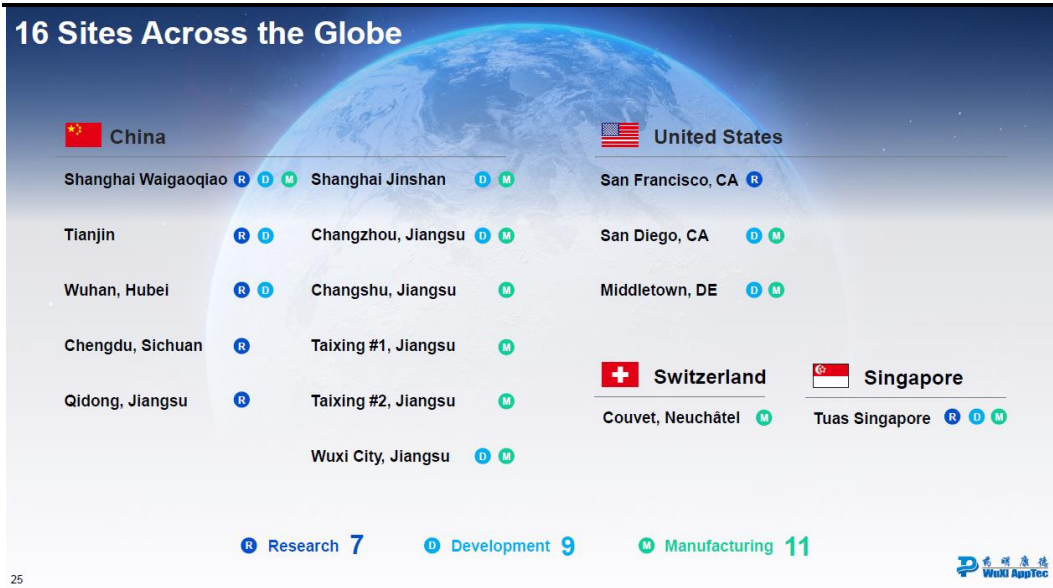 16 Sites Across the Globe
China
Shanghai Waigaoqiao R D M
Tianjin R D
Wuhan, Hubei R D
Chengdu, Sichuan R
Qidong, Jiangsu R
Shanghai Jinshan D M
Changzhou, Jiangsu D M
Changshu, Jiangsu M
Taixing #1, Jiangsu M
Taixing #2, Jiangsu M
Wuxi City, Jiangsu D M
United States
San Francisco, CA R
San Diego, CA D M
Middletown, DE D M
Switzerland
Couvet, Neuchâtel M
Singapore
Tuas Singapore R D M
R Research 7 D Development 9 M Manufacturing 11
药明康德
WuXi AppTec
25